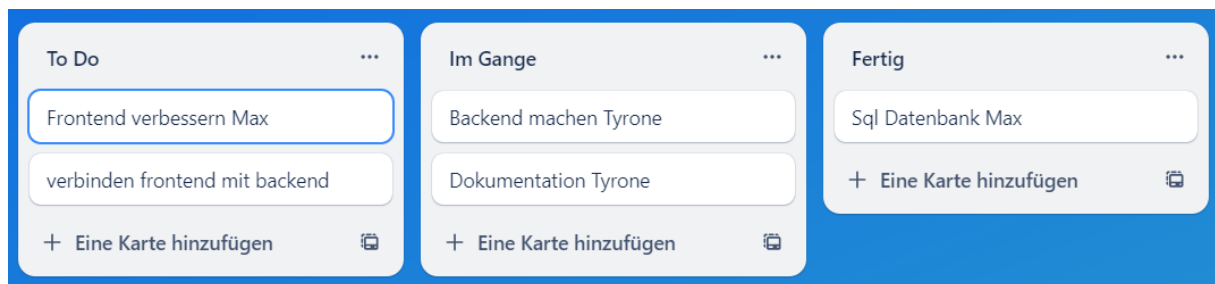 To Do
Frontend verbessern Max
verbinden frontend mit backend
+ Eine Karte hinzufügen
Im Gange
Backend machen Tyrone
Dokumentation Tyrone
+ Eine Karte hinzufügen
Fertig
Sql Datenbank Max
+ Eine Karte hinzufügen